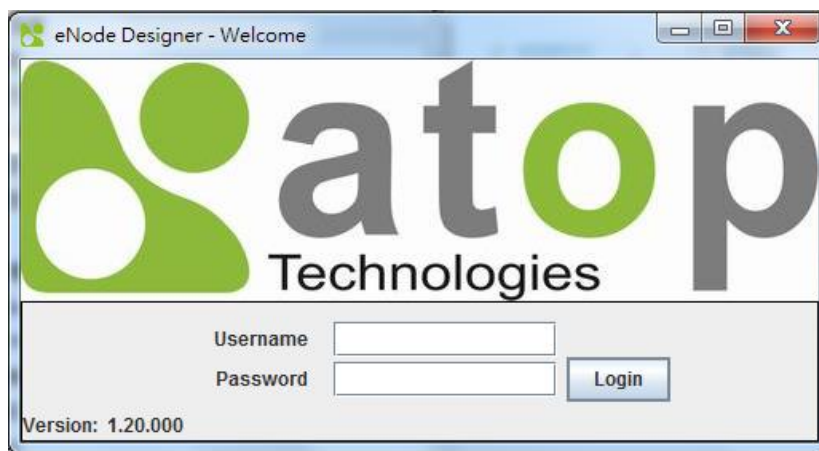 eNode Designer - Welcome
atop
Technologies
Username
Password
Login
Version: 1.20.000